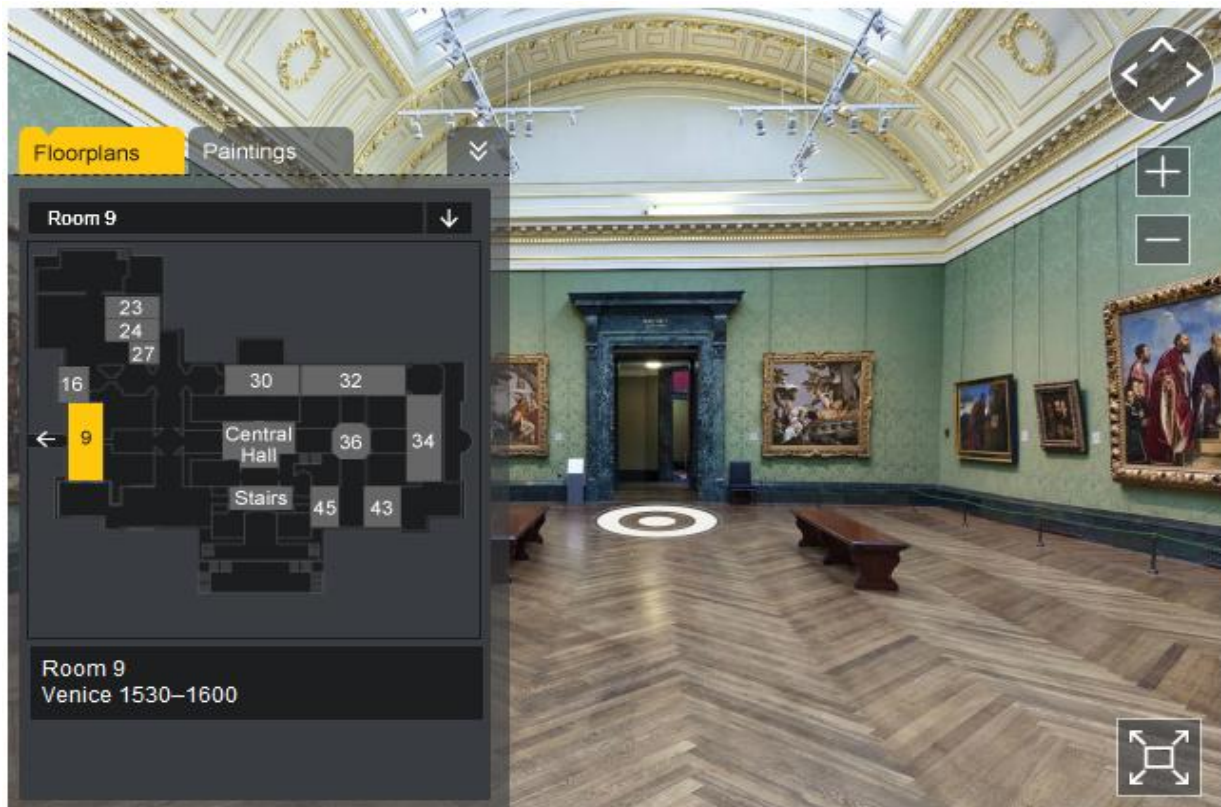 Floorplans
Paintings
Room 9
23
24
27
16
30
32
9
Central
Hall
36
34
Stairs
45
43
Room 9
Venice 1530–1600